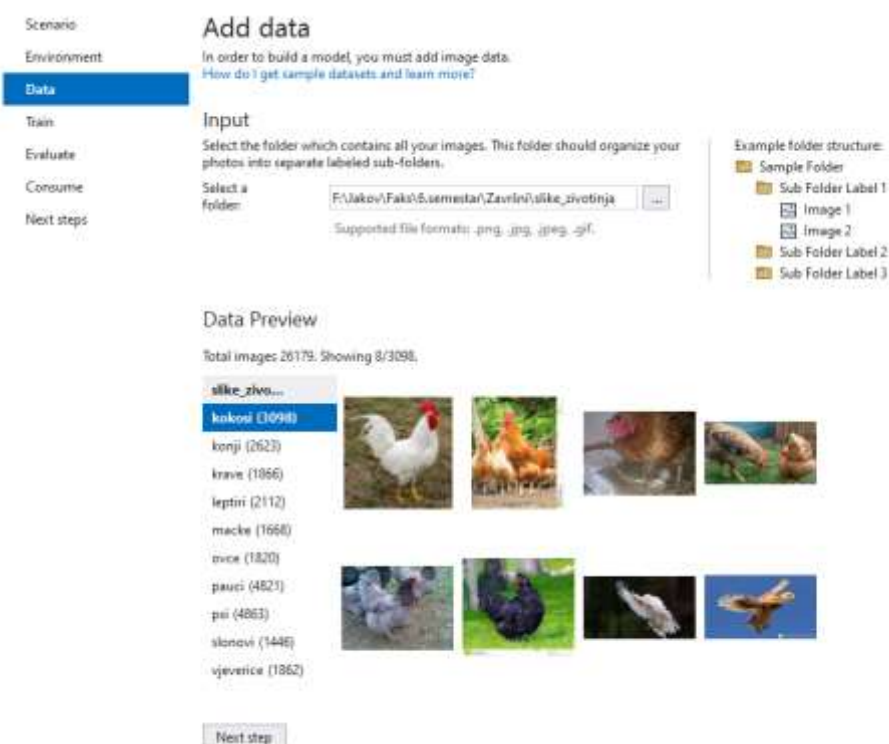 Scenario
Environment
Data
Train
Evaluate
Consume
Next steps
Add data
In order to build a model, you must add image data.
How do I get sample datasets and learn more?
Input
Select the folder which contains all your images. This folder should organize your
photos into separate labeled sub-folders.
Select a
folder:
F:\Jakov\Faks\6.semestar\Završni\slike_zivotinja
...
Supported file formats: .png, .jpg, .jpeg, .gif.
Example folder structure:
Sample Folder
Sub Folder Label 1
Image 1
Image 2
Sub Folder Label 2
Sub Folder Label 3
Data Preview
Total images 26179. Showing 8/3098.
slike_zivo...
kokosi (3098)
konji (2623)
krave (1866)
leptiri (2112)
macke (1668)
ovce (1820)
pauci (4821)
psi (4863)
slonovi (1446)
vjeverice (1862)
Next step